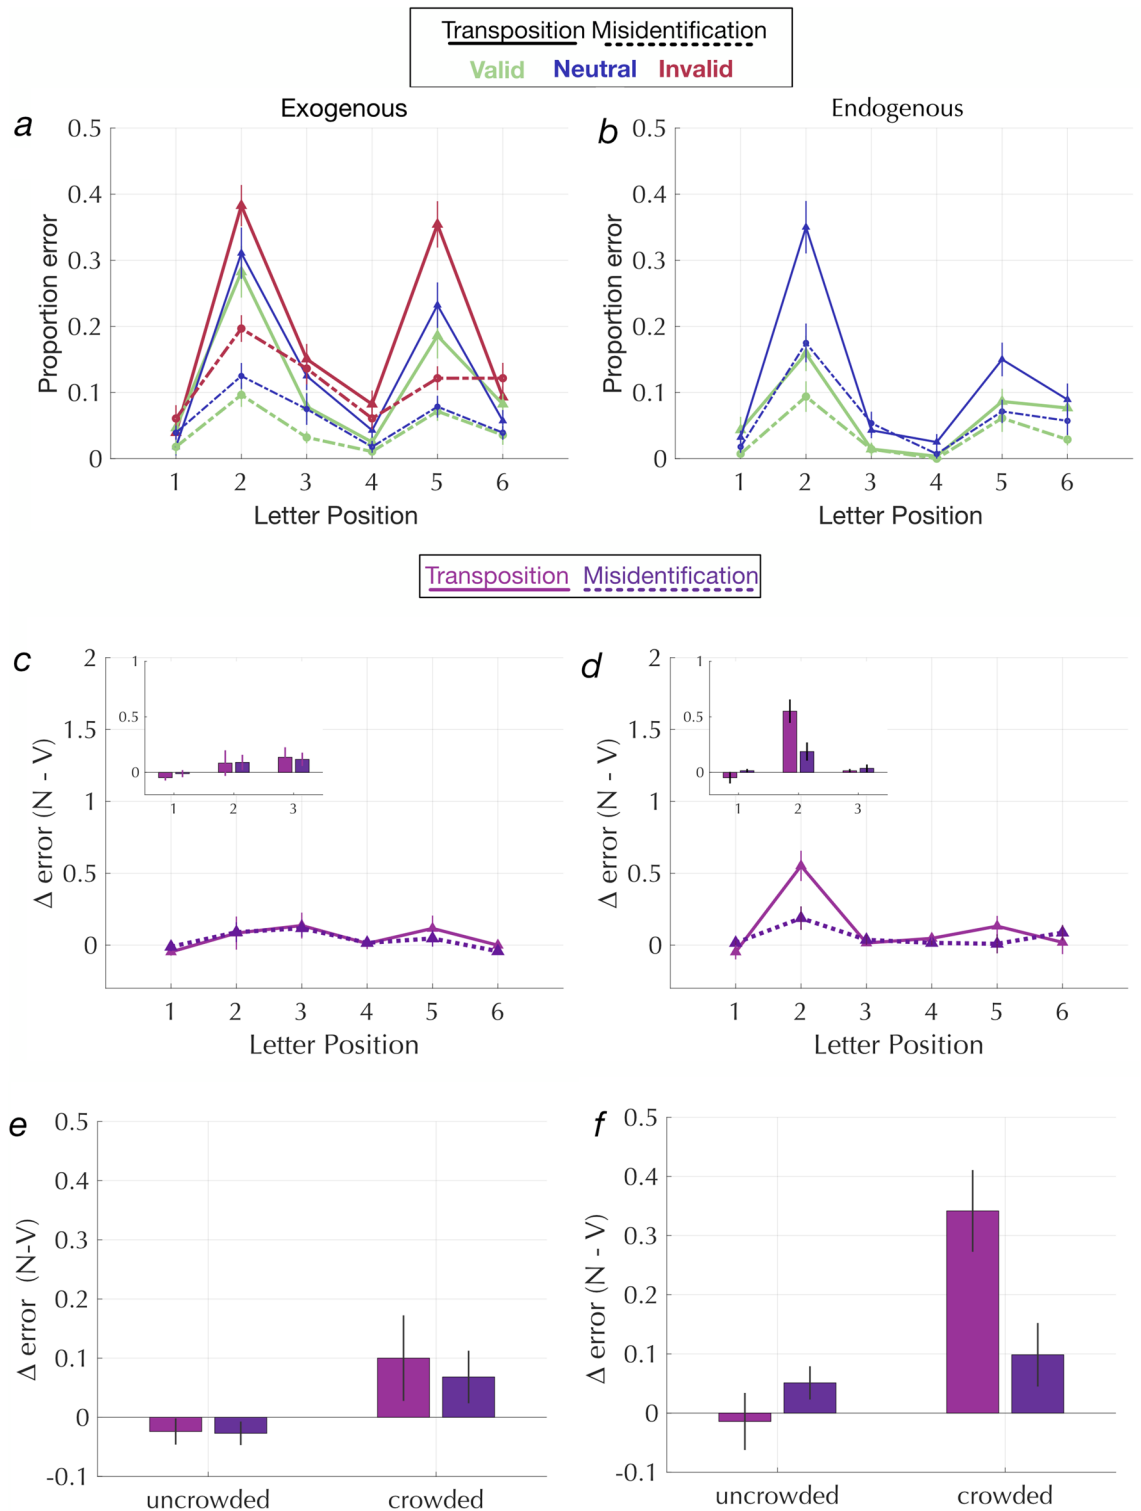 Transposition Misidentification
Valid Neutral Invalid
a
Exogenous
0.5
0.4
0.3
0.2
0.1
0
Proportion error
1 2 3 4 5 6
Letter Position
b
Endogenous
0.5
0.4
0.3
0.2
0.1
0
Proportion error
1 2 3 4 5 6
Letter Position
Transposition Misidentification
c
2
1.5
1
0.5
0
Δ error (N - V)
1
0.5
0
1 2 3
1 2 3 4 5 6
Letter Position
d
2
1.5
1
0.5
0
Δ error (N - V)
1
0.5
0
1 2 3
1 2 3 4 5 6
Letter Position
e
0.5
0.4
0.3
0.2
0.1
0
-0.1
Δ error (N-V)
uncrowded crowded
f
0.5
0.4
0.3
0.2
0.1
0
-0.1
Δ error (N - V)
uncrowded crowded